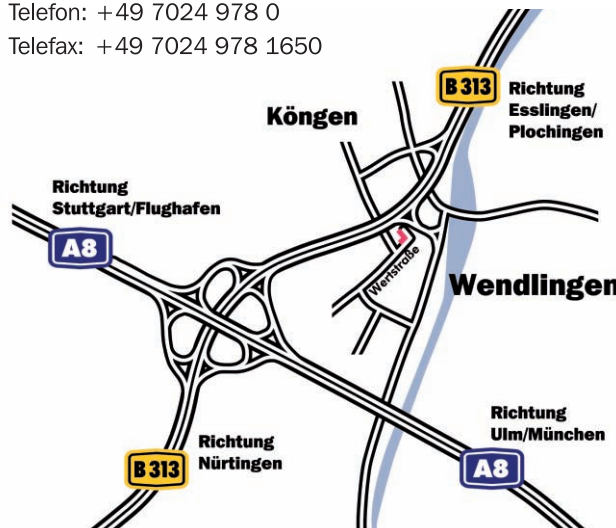 Telefon: +49 7024 978 0
Telefax: +49 7024 978 1650
B 313
Richtung
Esslingen/
Plochingen
Köngen
Richtung
Stuttgart/Flughafen
A8
Wertstraße
Wendlingen
Richtung
Ulm/München
A8
Richtung
Nürtingen
B 313